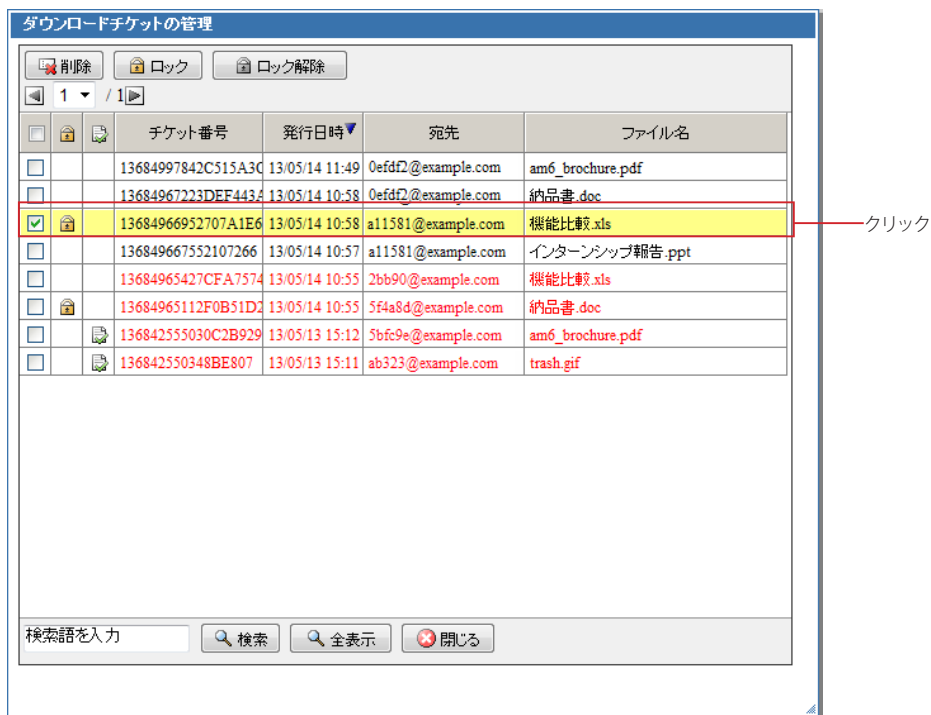 ダウンロードチケットの管理
削除 ロック ロック解除
1 / 1
チケット番号 発行日時 宛先 ファイル名
13684997842C515A3C 13/05/14 11:49 0efdf2@example.com am6_brochure.pdf
13684967223DEF443A 13/05/14 10:58 0efdf2@example.com 納品書.doc
13684966952707A1E6 13/05/14 10:58 a11581@example.com 機能比較.xls
クリック
136849667552107266 13/05/14 10:57 a11581@example.com インターンシップ報告.ppt
13684965427CFA7574 13/05/14 10:55 2bb90@example.com 機能比較.xls
13684965112F0B51D2 13/05/14 10:55 5f4a8d@example.com 納品書.doc
136842555030C2B929 13/05/13 15:12 5bfc9e@example.com am6_brochure.pdf
136842550348BE807 13/05/13 15:11 ab323@example.com trash.gif
検索語を入力 検索 全表示 閉じる